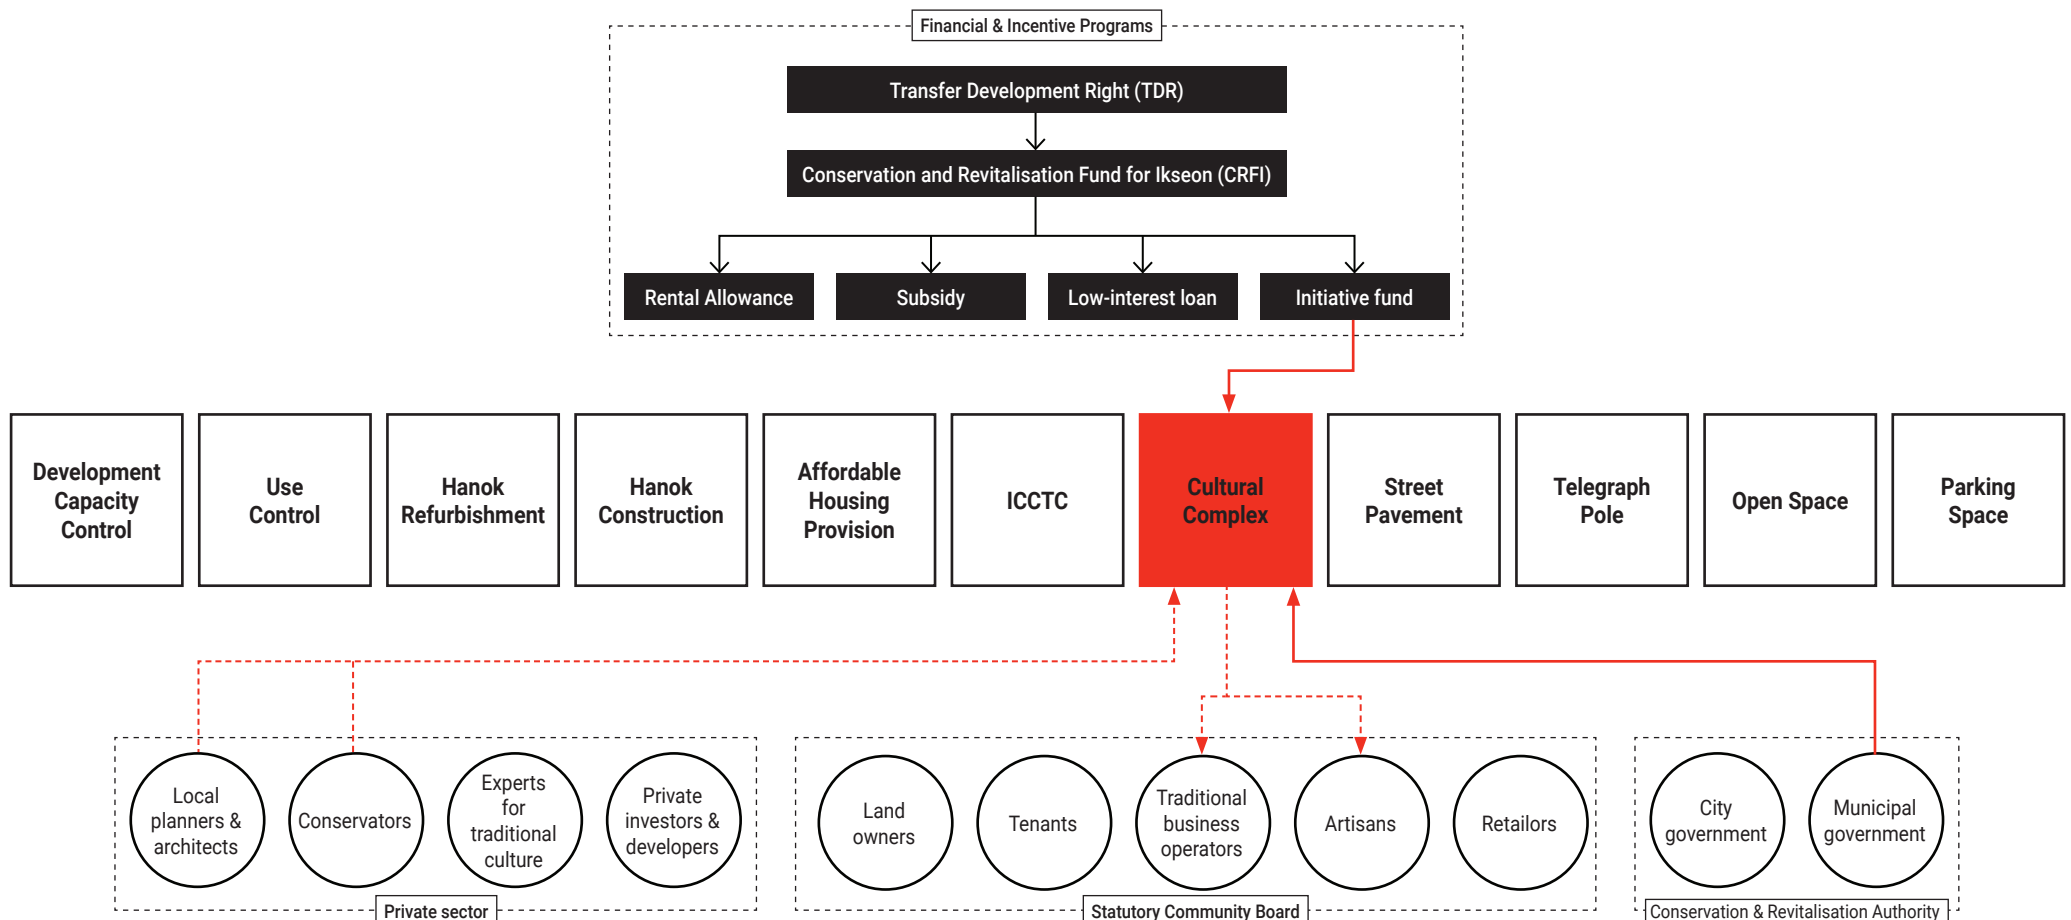 Financial & Incentive Programs
Transfer Development Right (TDR)
Conservation and Revitalisation Fund for Ikseon (CRFI)
Rental Allowance
Subsidy
Low-interest loan
Initiative fund
Development
Capacity
Control
Use
Control
Hanok
Refurbishment
Hanok
Construction
Affordable
Housing
Provision
ICCTC
Cultural
Complex
Street
Pavement
Telegraph
Pole
Open Space
Parking
Space
Local
planners &
architects
Conservators
Experts
for
traditional
culture
Private
investors &
developers
Land
owners
Tenants
Traditional
business
operators
Artisans
Retailors
City
government
Municipal
government
Private sector
Statutory Community Board
Conservation & Revitalisation Authority